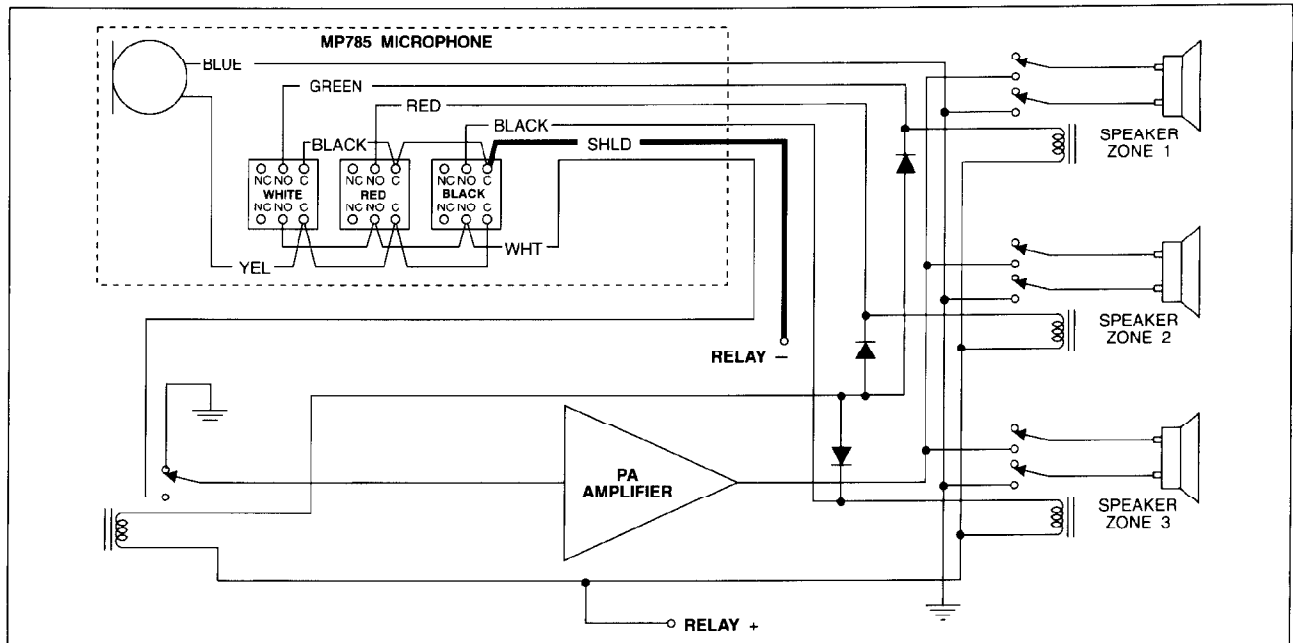 MP785 MICROPHONE
BLUE
GREEN
RED
BLACK
BLACK
SHLD
NC NO C
NC NO C
NC NO C
WHITE
RED
BLACK
NC NO C
NC NO C
NC NO C
WHT
YEL
RELAY –
PA
AMPLIFIER
RELAY +
SPEAKER
ZONE 1
SPEAKER
ZONE 2
SPEAKER
ZONE 3